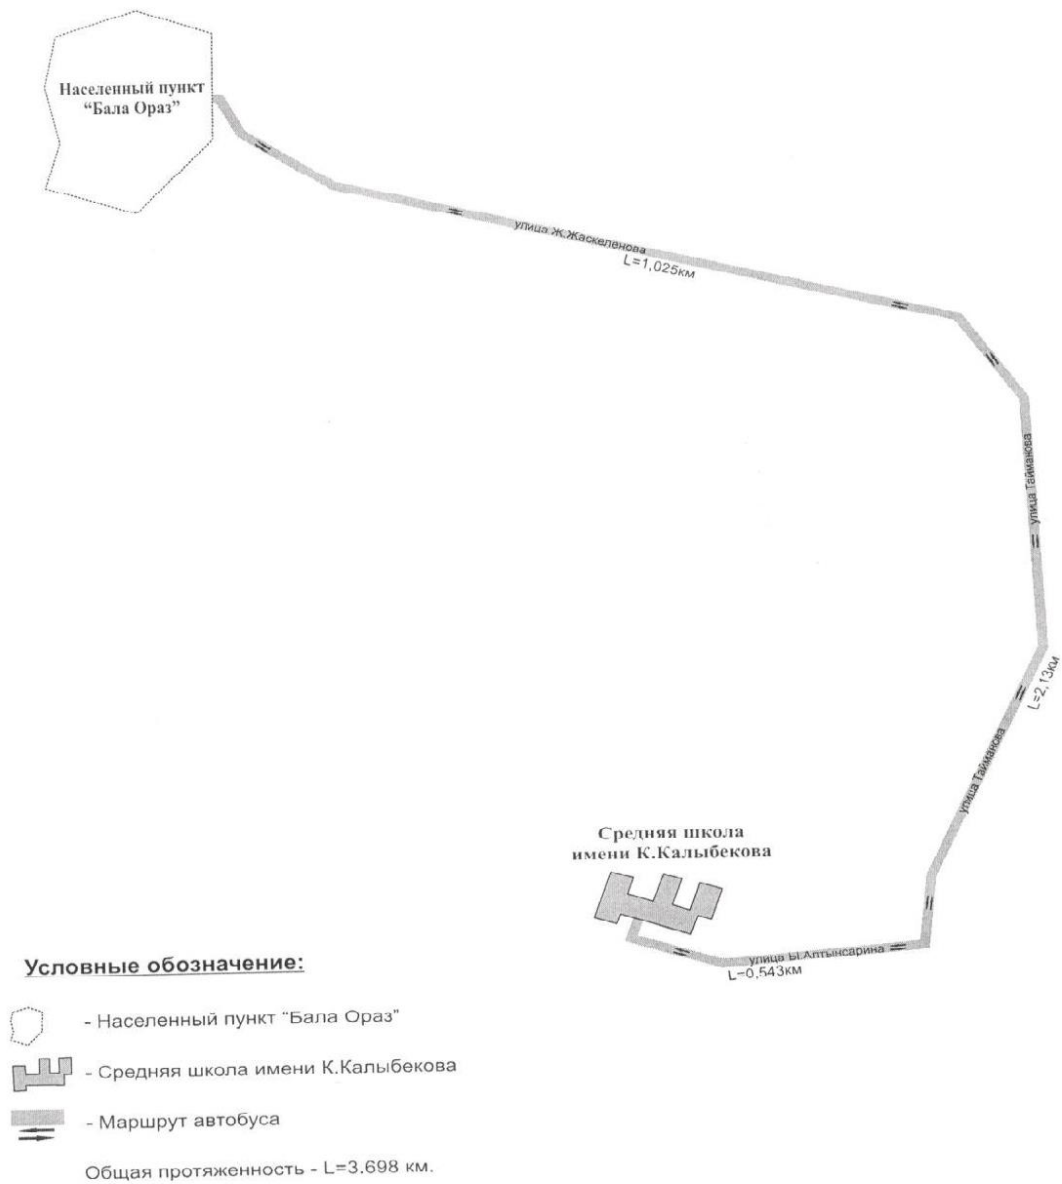 Населенный пункт
“Бала Ораз”
улица Ж.Жаскеленова
L=1,025км
улица Тайманова
L=2,13км
улица Тайманова
Средняя школа
имени К.Калыбекова
улица Ы.Алтынсарина
L=0,543км
Условные обозначение:
- Населенный пункт “Бала Ораз”
- Средняя школа имени К.Калыбекова
- Маршрут автобуса
Общая протяженность - L=3.698 км.